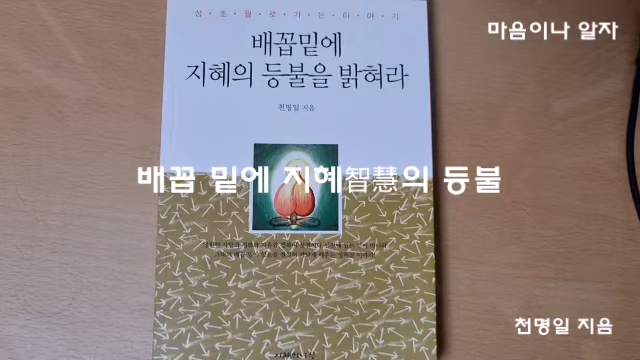 마음이나 알자
성·초·월·로·가·는·이·야·기
배꼽밑에
지혜의 등불을 밝혀라
천명일 지음
배꼽 밑에 지혜智慧의 등불
천명일 지음